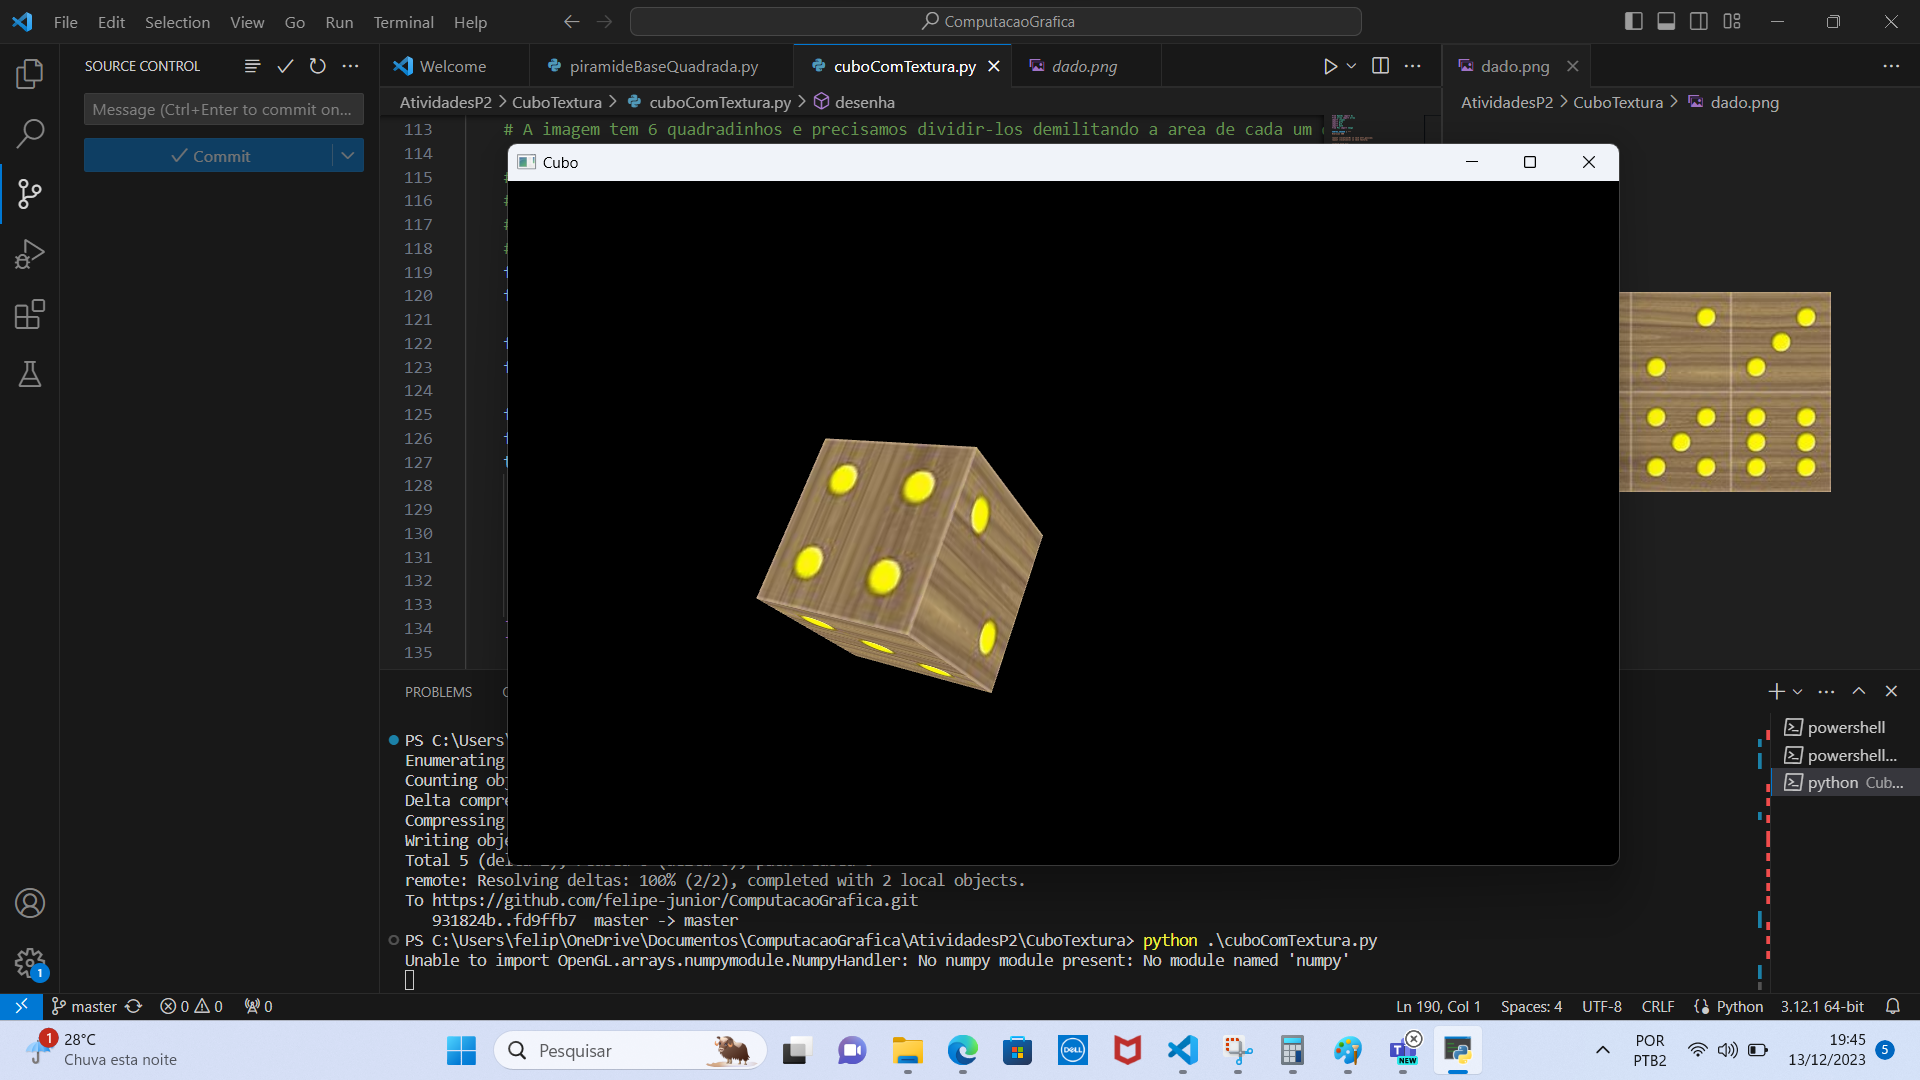 File Edit Selection View Go Run Terminal Help
ComputacaoGrafica
SOURCE CONTROL
Message (Ctrl+Enter to commit on...
Commit
Welcome
piramideBaseQuadrada.py
cuboComTextura.py
dado.png
dado.png
AtividadesP2 > CuboTextura > cuboComTextura.py > desenha
AtividadesP2 > CuboTextura > dado.png
113 # A imagem tem 6 quadradinhos e precisamos dividir-los demilitando a area de cada um
114
115 #
116 #
117 #
118 #
119
120
121
122
123
124
125
126
127
128
129
130
131
132
133
134
135
Cubo
PROBLEMS
PS C:\Users\
Enumerating
Counting obj
Delta compre
Compressing
Writing obje
Total 5
remote: Resolving deltas: 100% (2/2), completed with 2 local objects.
To https://github.com/felipe-junior/ComputacaoGrafica.git
931824b..fd9ffb7 master -> master
PS C:\Users\felip\OneDrive\Documentos\ComputacaoGrafica\AtividadesP2\CuboTextura> python .\cuboComTextura.py
Unable to import OpenGL.arrays.numpymodule.NumpyHandler: No numpy module present: No module named 'numpy'
powershell
powershell...
python Cub...
1
master 0 0 0
Ln 190, Col 1 Spaces: 4 UTF-8 CRLF Python 3.12.1 64-bit
1
28°C
Chuva esta noite
Pesquisar
DELL
NEW
POR
PTB2
19:45
13/12/2023
5